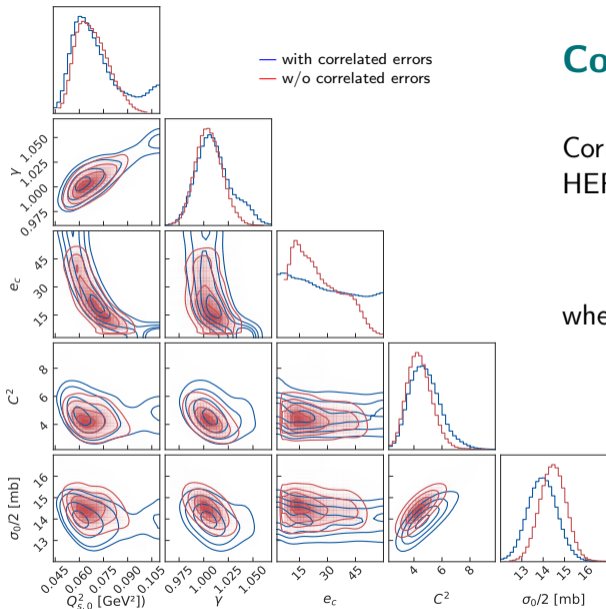 with correlated errors
w/o correlated errors
Co
Cor
HEF
whe
γ
1.050
1.025
1.000
0.975
e_c
45
30
15
C²
8
6
4
σ₀/2 [mb]
16
15
14
13
0.045 0.060 0.075 0.090 0.105
0.975 1.000 1.025 1.050
15 30 45
4 6 8
13 14 15 16
Q²_{s,0} [GeV²])
γ
e_c
C²
σ₀/2 [mb]